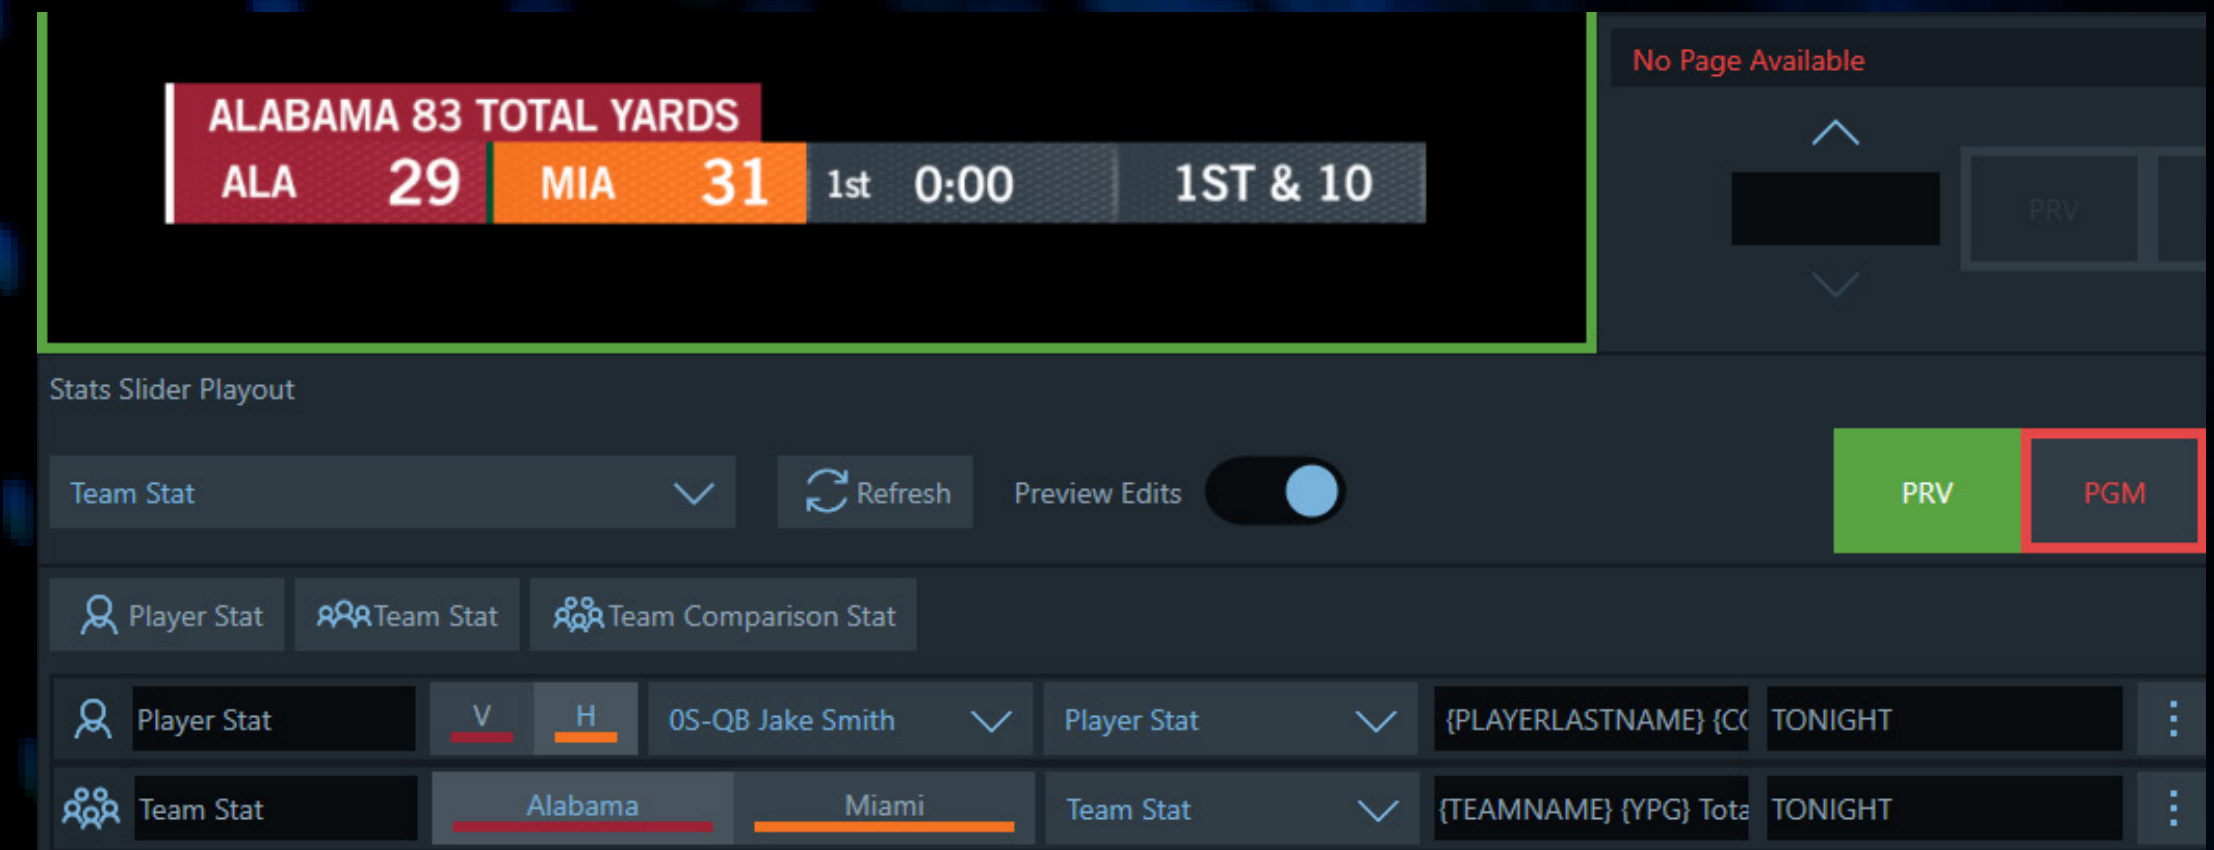 No Page Available
ALABAMA 83 TOTAL YARDS
ALA 29 MIA 31 1st 0:00 1ST & 10
PRV
Stats Slider Playout
Team Stat Refresh Preview Edits PRV PGM
Player Stat Team Stat Team Comparison Stat
Player Stat V H 0S-QB Jake Smith Player Stat {PLAYERLASTNAME} {CO TONIGHT
Team Stat Alabama Miami Team Stat {TEAMNAME} {YPG} Tota TONIGHT